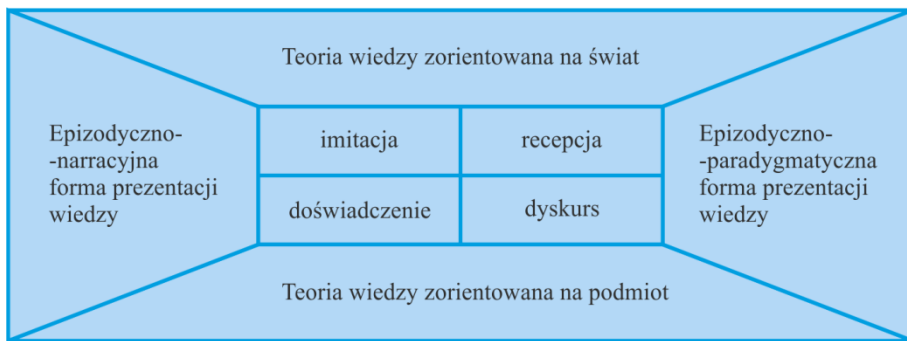 Teoria wiedzy zorientowana na świat
Epizodyczno-
-narracyjna
forma prezentacji
wiedzy
imitacja
recepcja
doświadczenie
dyskurs
Epizodyczno-
-paradygmatyczna
forma prezentacji
wiedzy
Teoria wiedzy zorientowana na podmiot